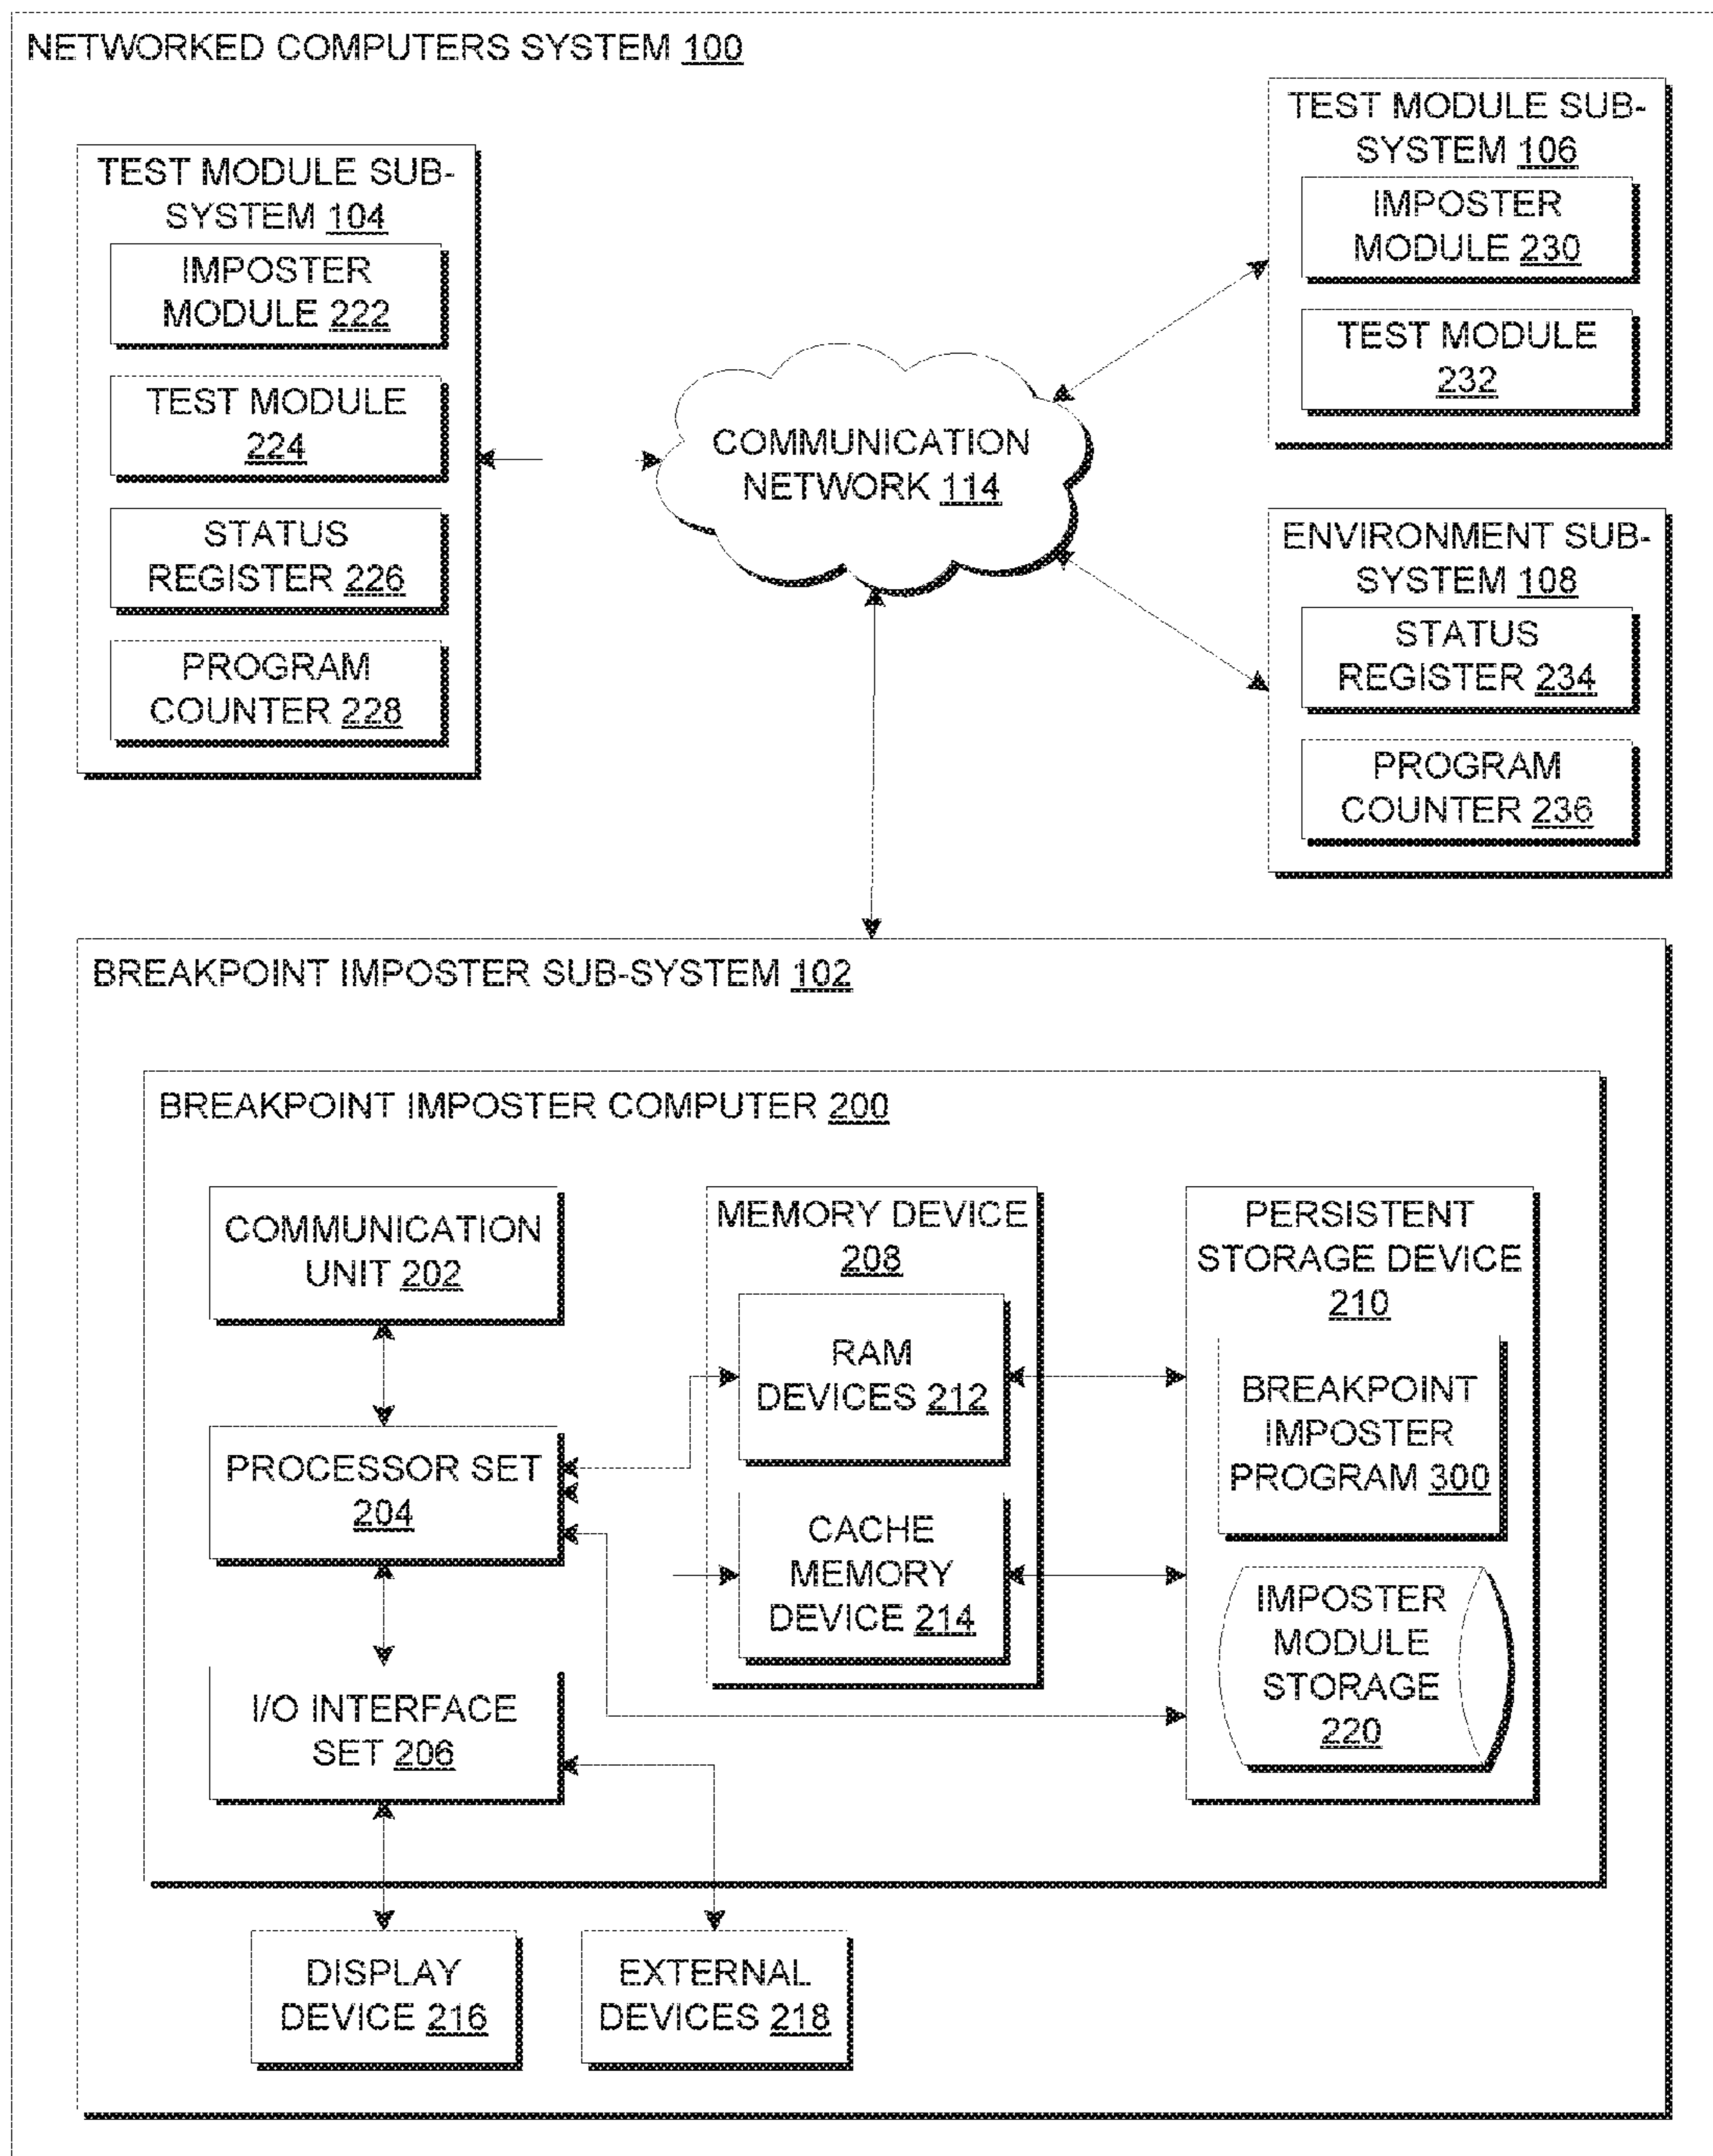 NETWORKED COMPUTERS SYSTEM 100
TEST MODULE SUB-
SYSTEM 104
IMPOSTER
MODULE 222
TEST MODULE
224
STATUS
REGISTER 226
PROGRAM
COUNTER 228
COMMUNICATION
NETWORK 114
TEST MODULE SUB-
SYSTEM 106
IMPOSTER
MODULE 230
TEST MODULE
232
ENVIRONMENT SUB-
SYSTEM 108
STATUS
REGISTER 234
PROGRAM
COUNTER 236
BREAKPOINT IMPOSTER SUB-SYSTEM 102
BREAKPOINT IMPOSTER COMPUTER 200
COMMUNICATION
UNIT 202
PROCESSOR SET
204
I/O INTERFACE
SET 206
MEMORY DEVICE
208
RAM
DEVICES 212
CACHE
MEMORY
DEVICE 214
PERSISTENT
STORAGE DEVICE
210
BREAKPOINT
IMPOSTER
PROGRAM 300
IMPOSTER
MODULE
STORAGE
220
DISPLAY
DEVICE 216
EXTERNAL
DEVICES 218